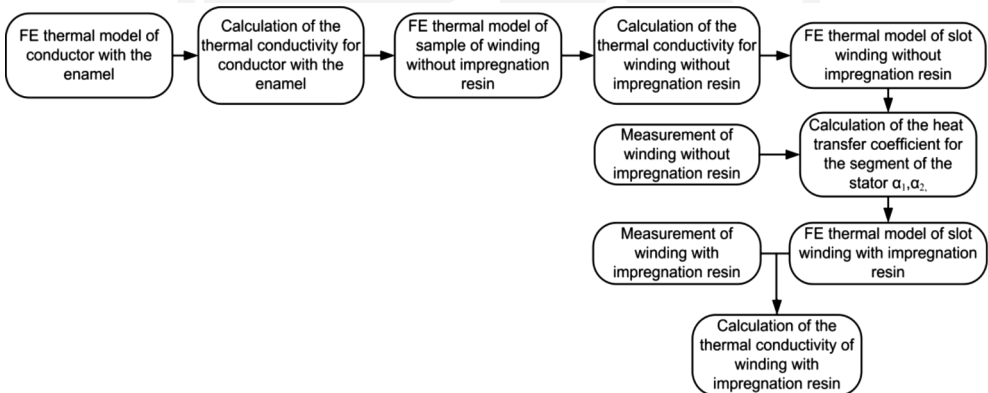 FE thermal model of
conductor with the
enamel
Calculation of the
thermal conductivity for
conductor with the
enamel
FE thermal model of
sample of winding
without impregnation
resin
Calculation of the
thermal conductivity for
winding without
impregnation resin
FE thermal model of slot
winding without
impregnation resin
Measurement of
winding without
impregnation resin
Calculation of the heat
transfer coefficient for
the segment of the
stator α₁,α₂.
Measurement of
winding with
impregnation resin
FE thermal model of slot
winding with impregnation
resin
Calculation of the
thermal conductivity of
winding with
impregnation resin